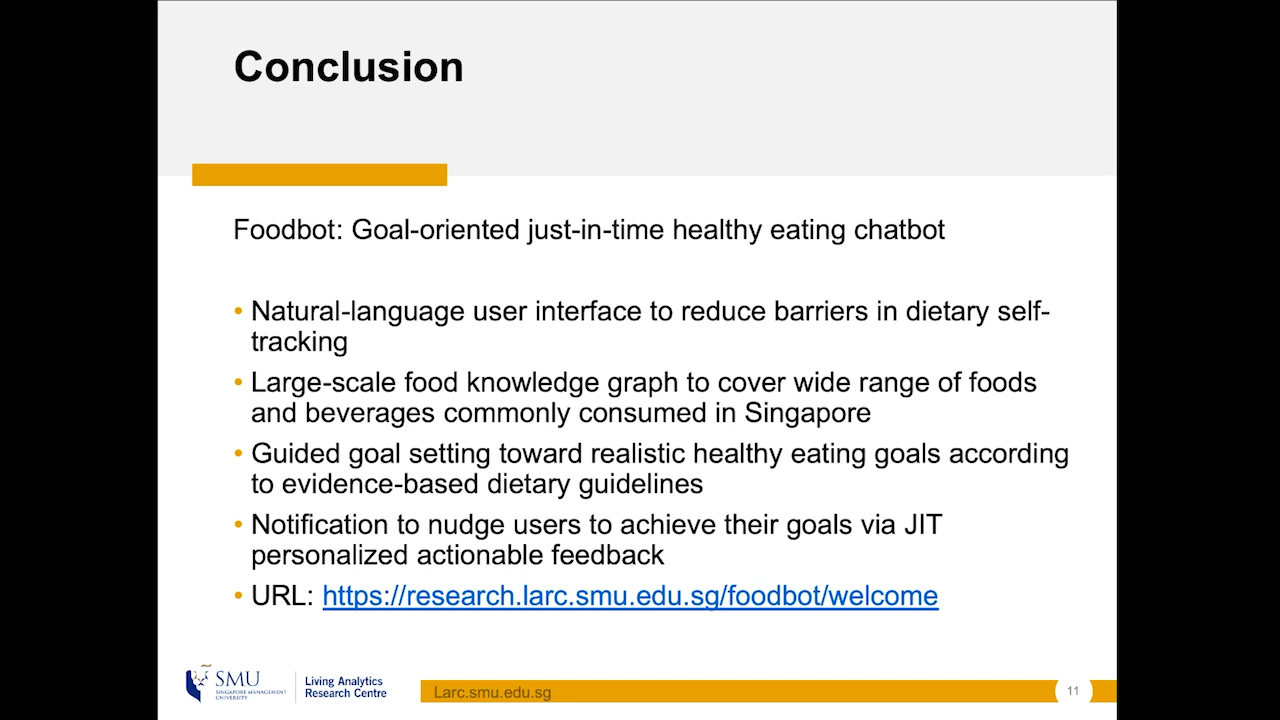 Conclusion
Foodbot: Goal-oriented just-in-time healthy eating chatbot
• Natural-language user interface to reduce barriers in dietary self-
tracking
• Large-scale food knowledge graph to cover wide range of foods
and beverages commonly consumed in Singapore
• Guided goal setting toward realistic healthy eating goals according
to evidence-based dietary guidelines
• Notification to nudge users to achieve their goals via JIT
personalized actionable feedback
• URL: https://research.larc.smu.edu.sg/foodbot/welcome
SMU
SINGAPORE MANAGEMENT
UNIVERSITY
Living Analytics
Research Centre
Larc.smu.edu.sg
11